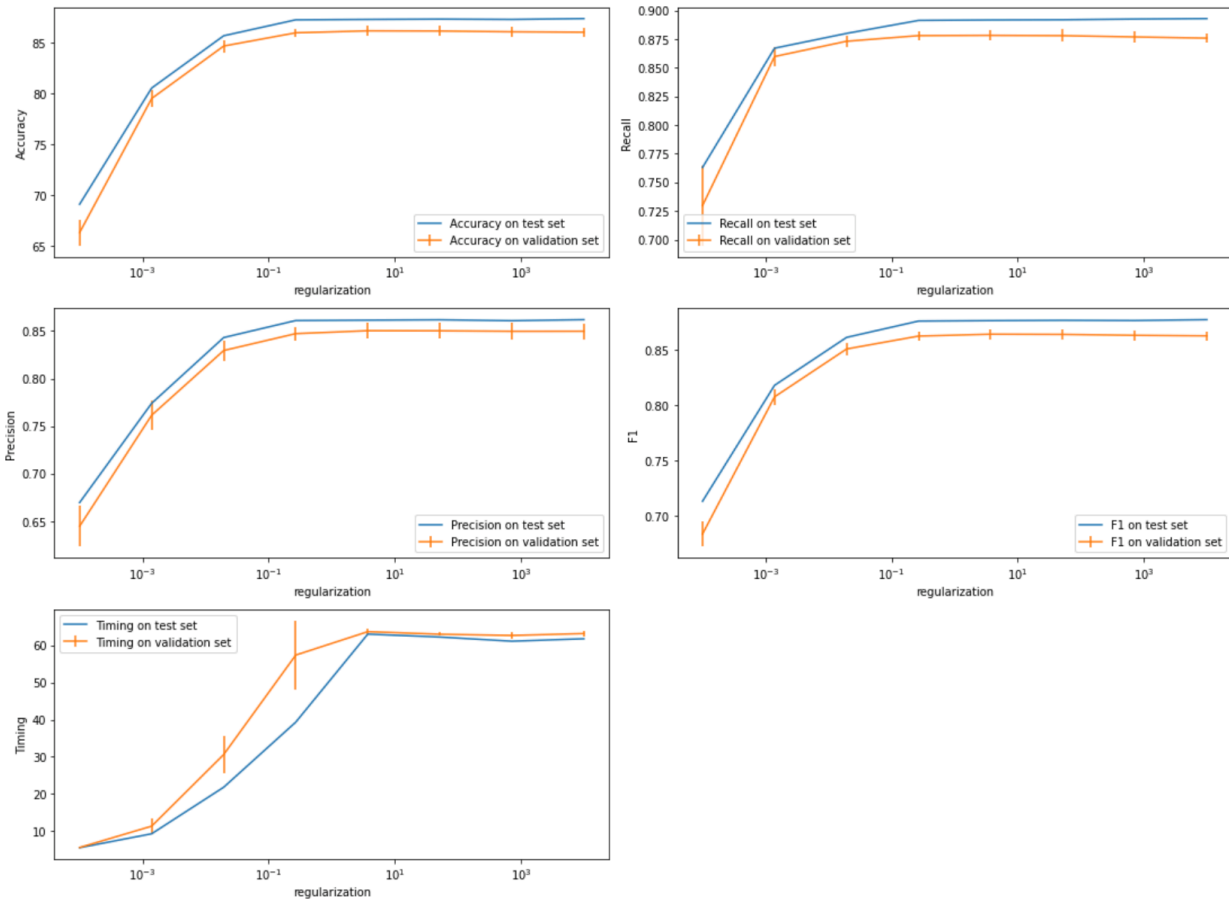 85
80
75
70
65
Accuracy
Accuracy on test set
Accuracy on validation set
10⁻³
10⁻¹
10¹
10³
regularization
0.900
0.875
0.850
0.825
0.800
0.775
0.750
0.725
0.700
Recall
Recall on test set
Recall on validation set
10⁻³
10⁻¹
10¹
10³
regularization
0.85
0.80
0.75
0.70
0.65
Precision
Precision on test set
Precision on validation set
10⁻³
10⁻¹
10¹
10³
regularization
0.85
0.80
0.75
0.70
F1
F1 on test set
F1 on validation set
10⁻³
10⁻¹
10¹
10³
regularization
Timing on test set
Timing on validation set
60
50
40
30
20
10
Timing
10⁻³
10⁻¹
10¹
10³
regularization